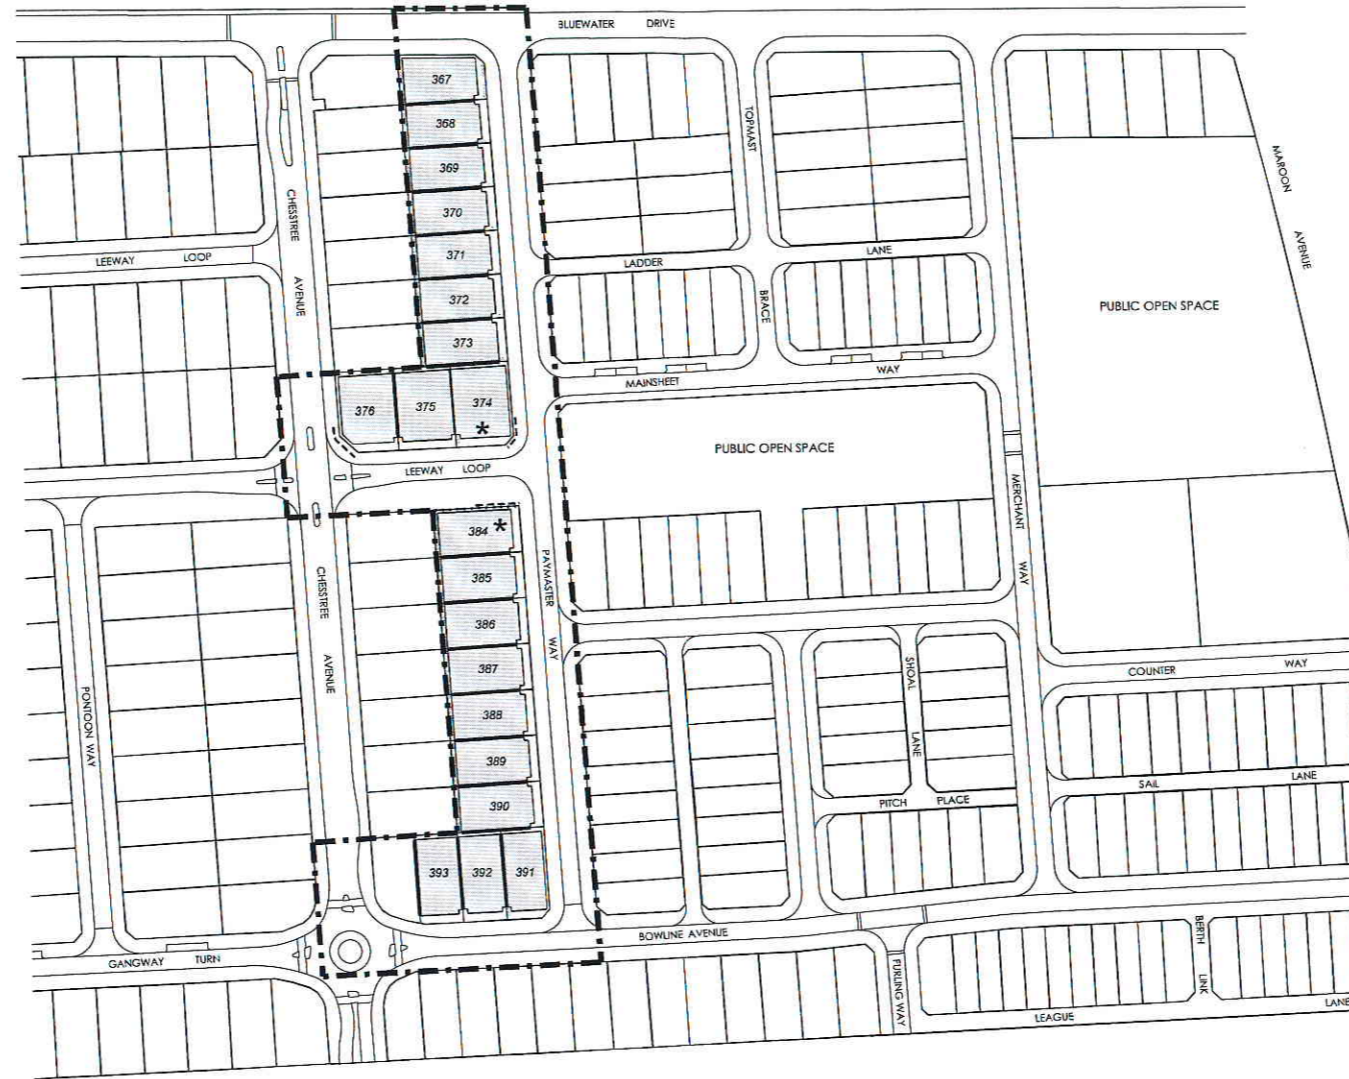 BLUEWATER DRIVE
367
368
369
370
371
372
373
376 375 374
*
CHESSTREE
AVENUE
LEEWAY LOOP
TOPMAST
BRACE
LADDER
LANE
MAROON
AVENUE
PUBLIC OPEN SPACE
MAINSHEET
WAY
PUBLIC OPEN SPACE
LEEWAY LOOP
MERCHANT
WAY
384 *
385
386
387
388
389
390
393 392 391
PAYMASTER
WAY
CHESSTREE
AVENUE
PONTOON WAY
SHOAL
LANE
COUNTER WAY
SAIL LANE
PITCH PLACE
BOWLINE AVENUE
GANGWAY TURN
FURLING WAY
BERTH
LINK
LEAGUE
LANE